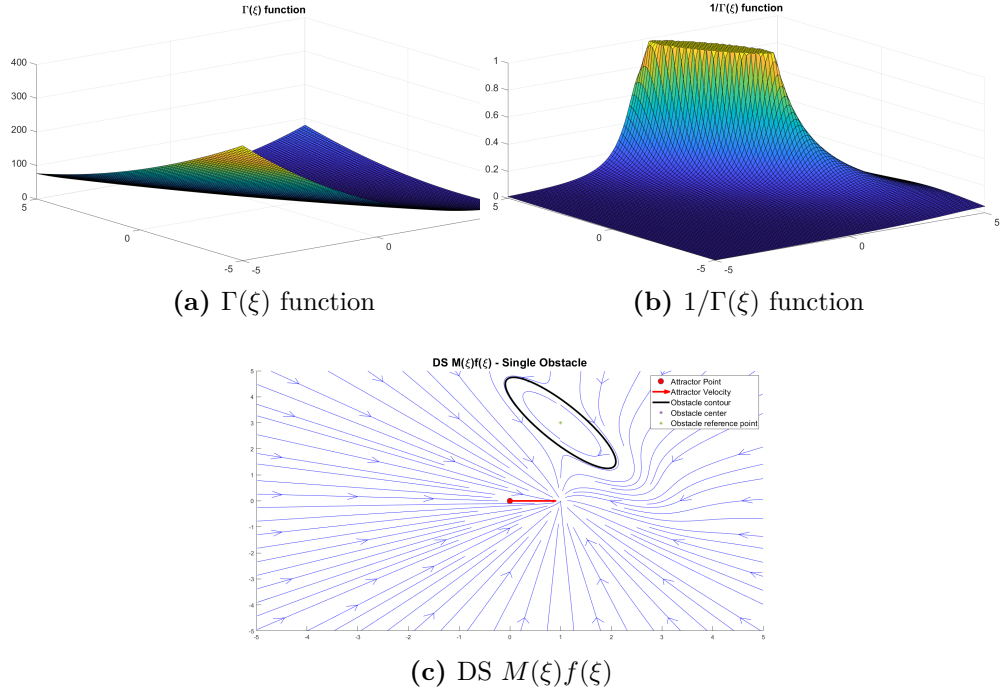 Γ(ξ) function
400
300
200
100
0
5
0
-5
-5
0
1/Γ(ξ) function
1
0.8
0.6
0.4
0.2
0
5
0
-5
-5
0
5
(a) Γ(ξ) function
(b) 1/Γ(ξ) function
DS M(ξ)f(ξ) - Single Obstacle
5
4
3
2
1
0
-1
-2
-3
-4
-5
-5 -4 -3 -2 -1 0 1 2 3 4 5
Attractor Point
Attractor Velocity
Obstacle contour
Obstacle center
Obstacle reference point
(c) DS M(ξ)f(ξ)